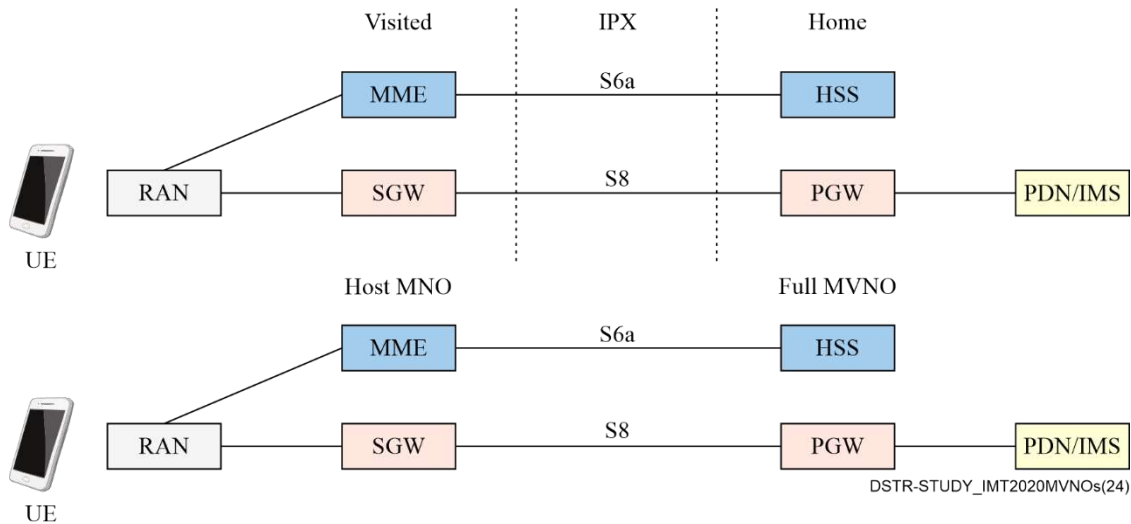 Visited IPX Home
MME S6a HSS
RAN SGW S8 PGW PDN/IMS
UE
Host MNO Full MVNO
MME S6a HSS
RAN SGW S8 PGW PDN/IMS
DSTR-STUDY_IMT2020MVNOs(24)
UE